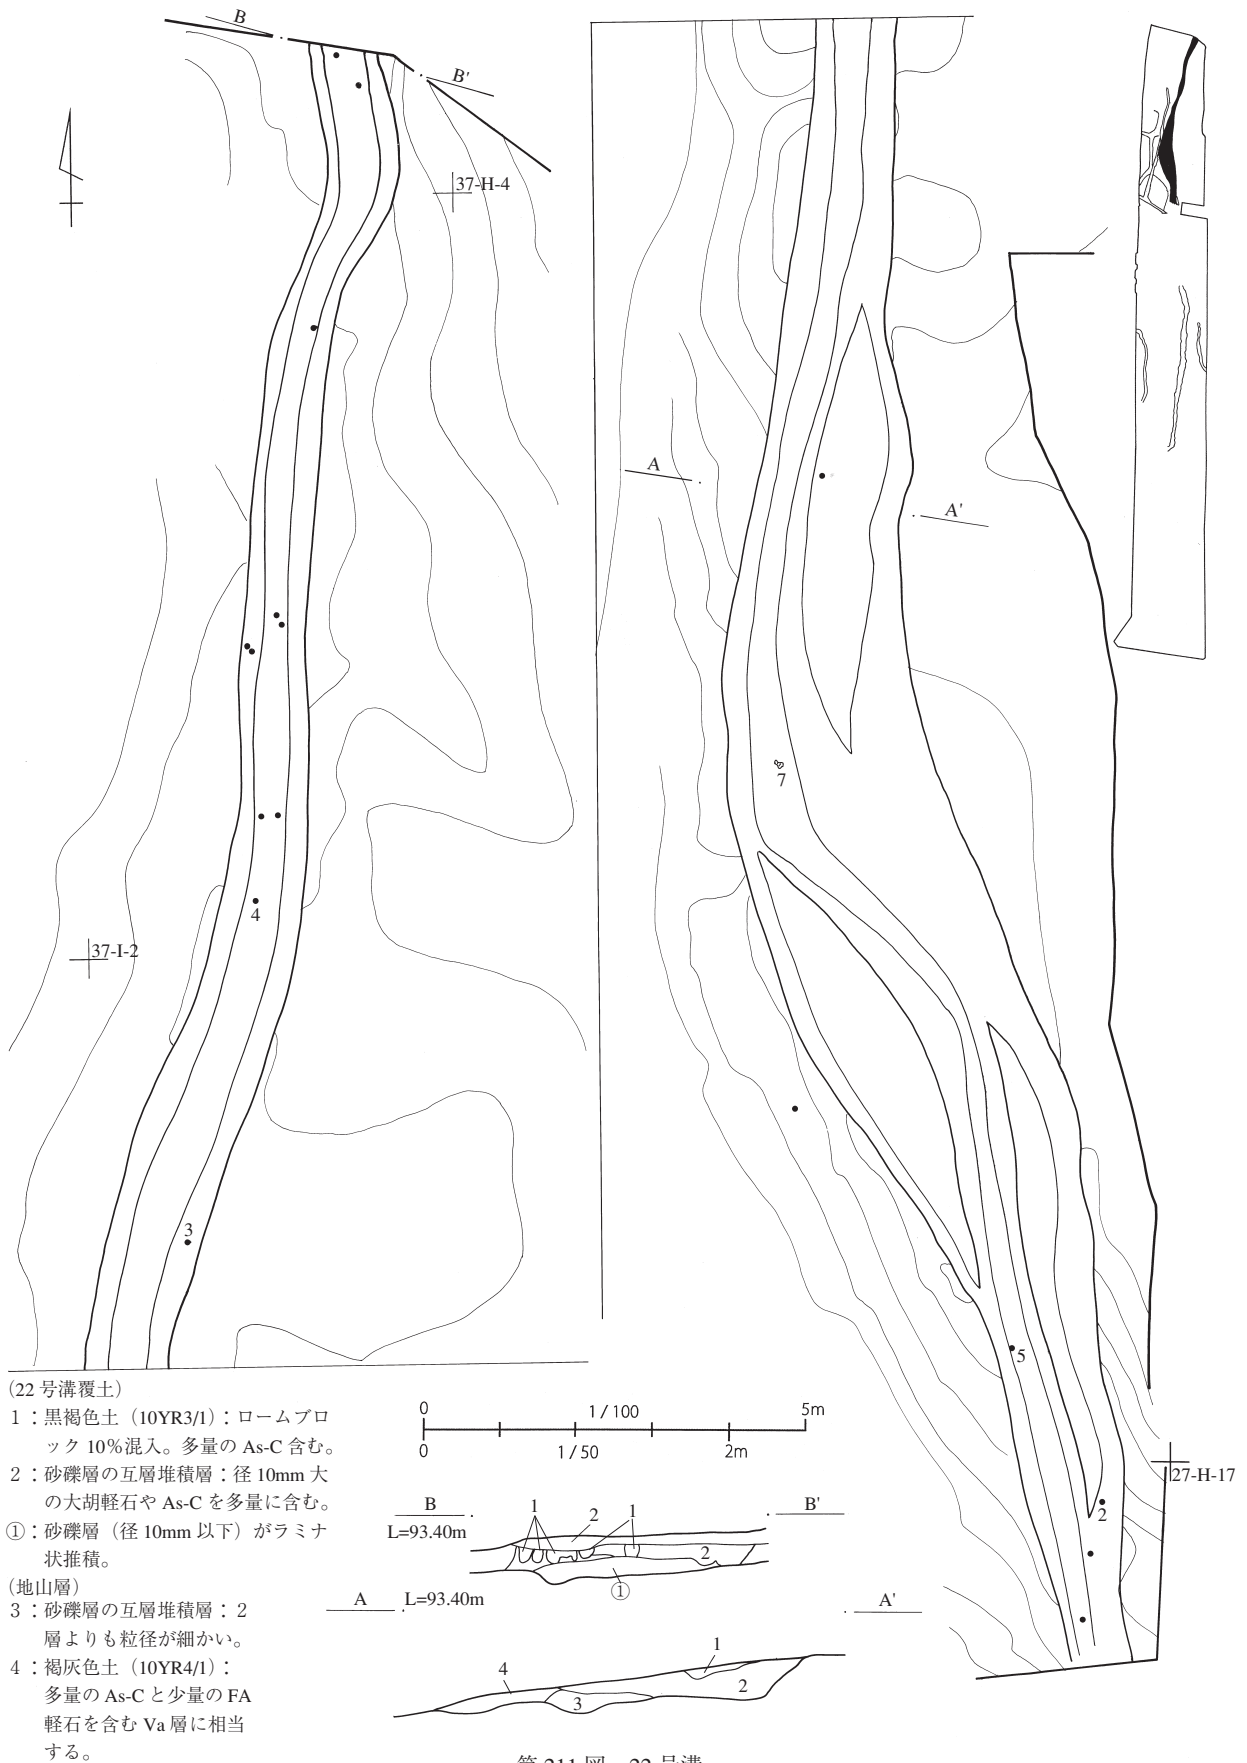 B
B'
37-H-4
A
A'
7
4
37-I-2
3
5
27-H-17
2
(22 号溝覆土)
1：黒褐色土（10YR3/1）：ロームブロ
ック 10％混入。多量の As-C 含む。
2：砂礫層の互層堆積層：径 10mm 大
の大胡軽石や As-C を多量に含む。
①：砂礫層（径 10mm 以下）がラミナ
状推積。
(地山層)
3：砂礫層の互層堆積層：2
層よりも粒径が細かい。
4：褐灰色土（10YR4/1）：
多量の As-C と少量の FA
軽石を含む Va 層に相当
する。
0 1 / 100 5m
0 1 / 50 2m
B 1 2 1 B'
L=93.40m
2
①
A L=93.40m A'
1
4
2
3
第 211 図 22 号溝